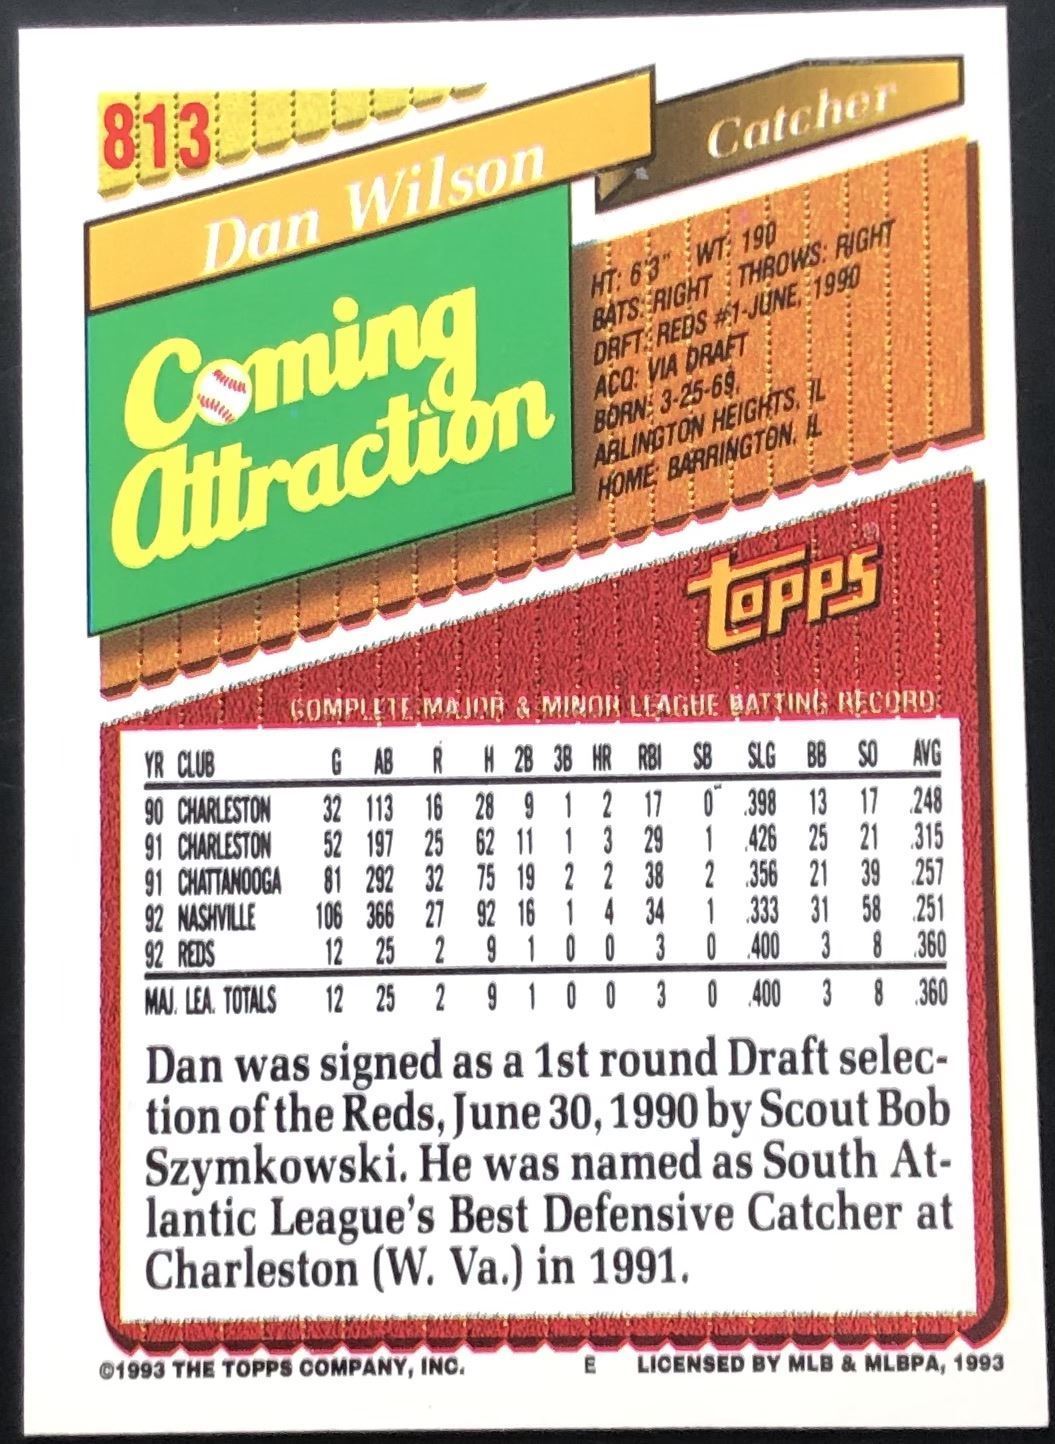 813
Dan Wilson
Catcher
Coming
Attraction
HT: 6'3" WT: 190
BATS: RIGHT THROWS: RIGHT
DRFT: REDS #1-JUNE, 1990
ACQ: VIA DRAFT
BORN: 3-25-69,
ARLINGTON HEIGHTS, IL
HOME: BARRINGTON, IL
topps®
COMPLETE MAJOR & MINOR LEAGUE BATTING RECORD
YR CLUB G AB R H 2B 3B HR RBI SB SLG BB SO AVG
90 CHARLESTON 32 113 16 28 9 1 2 17 0 .398 13 17 .248
91 CHARLESTON 52 197 25 62 11 1 3 29 1 .426 25 21 .315
91 CHATTANOOGA 81 292 32 75 19 2 2 38 2 .356 21 39 .257
92 NASHVILLE 106 366 27 92 16 1 4 34 1 .333 31 58 .251
92 REDS 12 25 2 9 1 0 0 3 0 .400 3 8 .360
MAJ. LEA. TOTALS 12 25 2 9 1 0 0 3 0 .400 3 8 .360
Dan was signed as a 1st round Draft selec-
tion of the Reds, June 30, 1990 by Scout Bob
Szymkowski. He was named as South At-
lantic League's Best Defensive Catcher at
Charleston (W. Va.) in 1991.
©1993 THE TOPPS COMPANY, INC. E LICENSED BY MLB & MLBPA, 1993